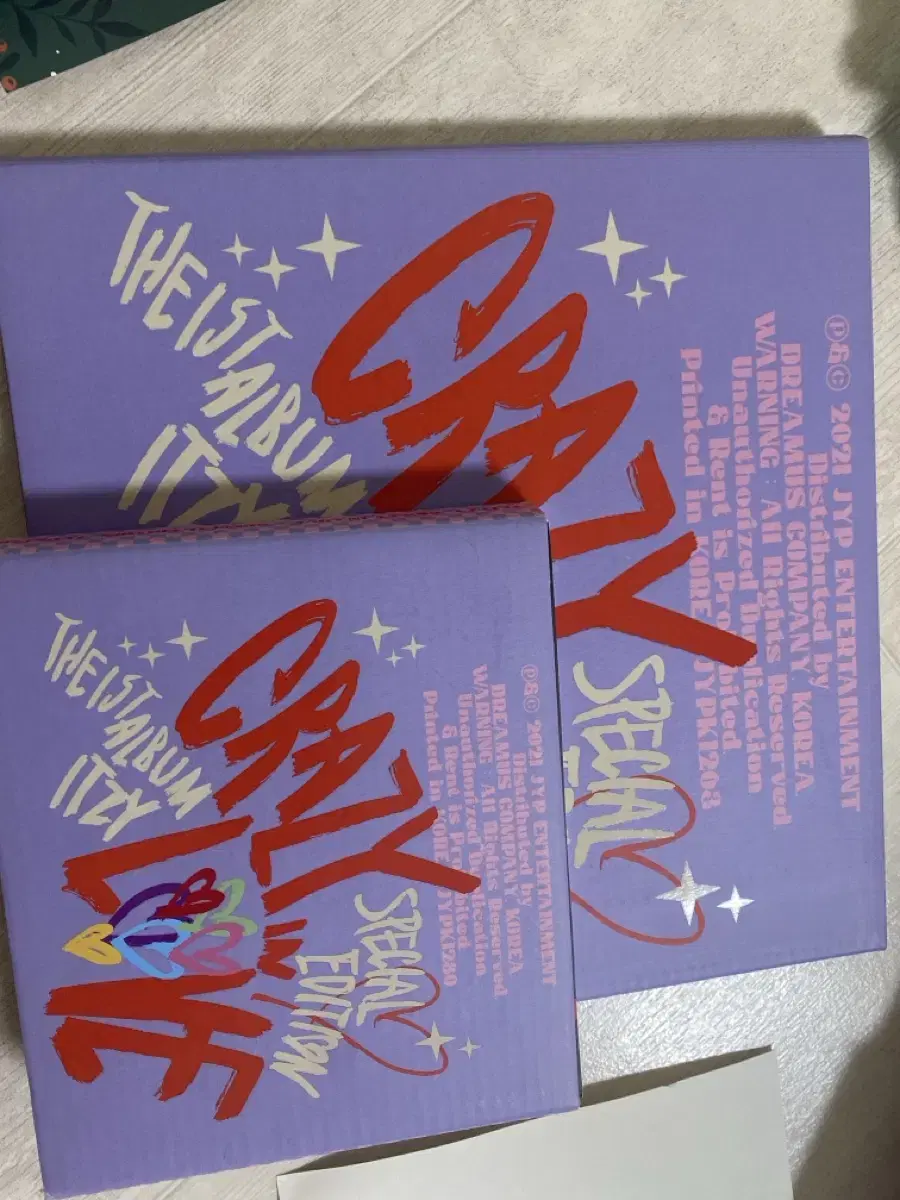 THE 1ST ALBUM
ITZY
CRAZY
SPECIAL
℗&© 2021 JYP ENTERTAINMENT
Distributed by
DREAMUS COMPANY, KOREA
WARNING : All Rights Reserved.
Unauthorized Duplication
& Rent is Prohibited
Printed in KOREA JYPK1208
THE 1ST ALBUM
ITZY
CRAZY
IN
LOVE
SPECIAL
EDITION
℗&© 2021 JYP ENTERTAINMENT
Distributed by
DREAMUS COMPANY, KOREA
WARNING : All Rights Reserved
Unauthorized Duplication
& Rent is Prohibited
Printed in KOREA